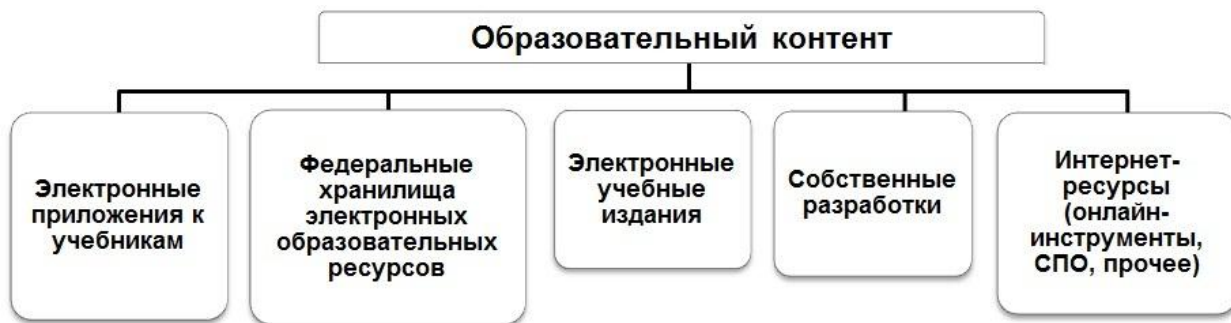 Образовательный контент
Электронные
приложения к
учебникам
Федеральные
хранилища
электронных
образовательных
ресурсов
Электронные
учебные
издания
Собственные
разработки
Интернет-
ресурсы
(онлайн-
инструменты,
СПО, прочее)